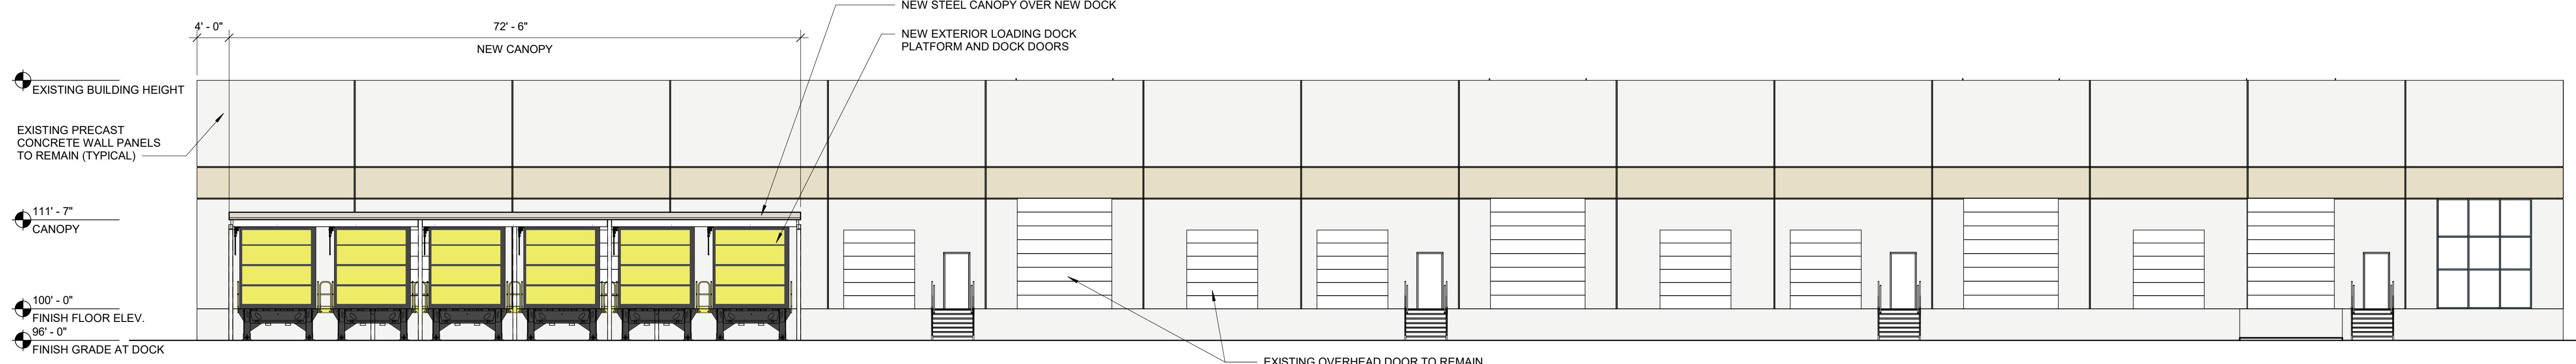 NEW STEEL CANOPY OVER NEW DOCK
4' - 0"
72' - 6"
NEW CANOPY
NEW EXTERIOR LOADING DOCK
PLATFORM AND DOCK DOORS
EXISTING BUILDING HEIGHT
EXISTING PRECAST
CONCRETE WALL PANELS
TO REMAIN (TYPICAL)
111' - 7"
CANOPY
100' - 0"
FINISH FLOOR ELEV.
96' - 0"
FINISH GRADE AT DOCK
EXISTING OVERHEAD DOOR TO REMAIN